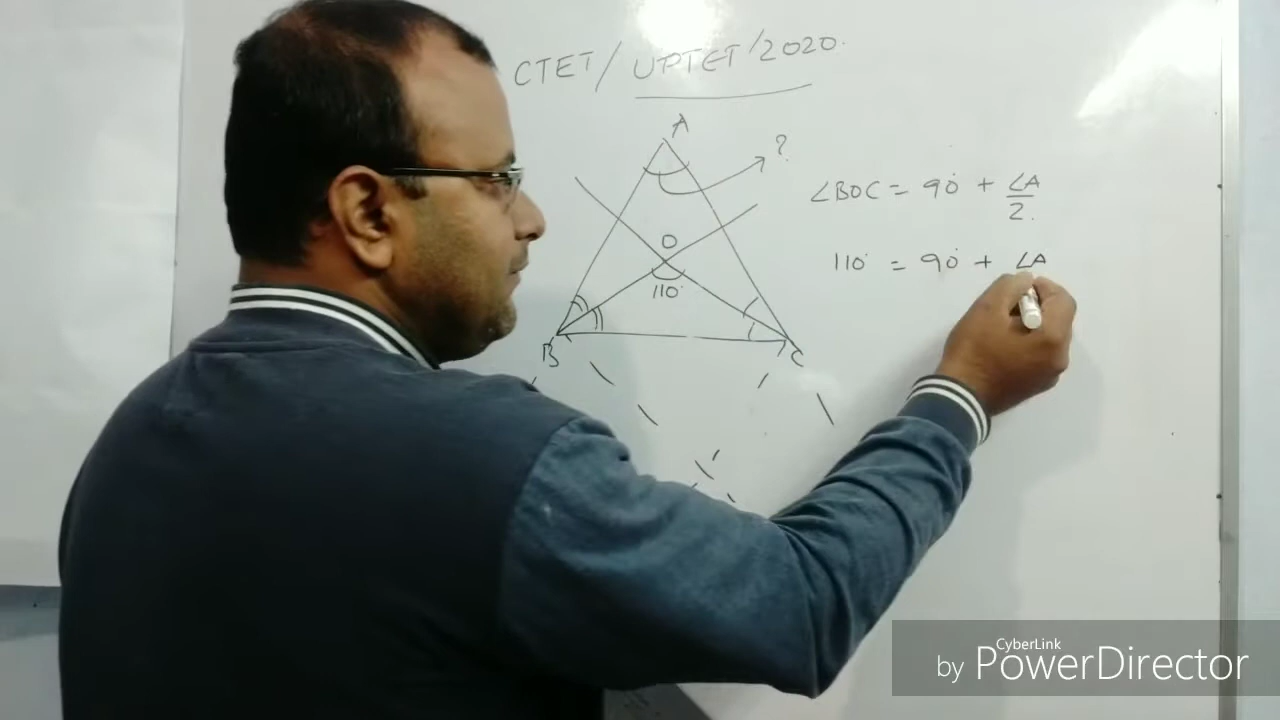 CTET/UPTET/2020.
A
?
∠BOC = 90° + ∠A/2.
O
110° = 90° + ∠A
110°
B
C
CyberLink
by PowerDirector